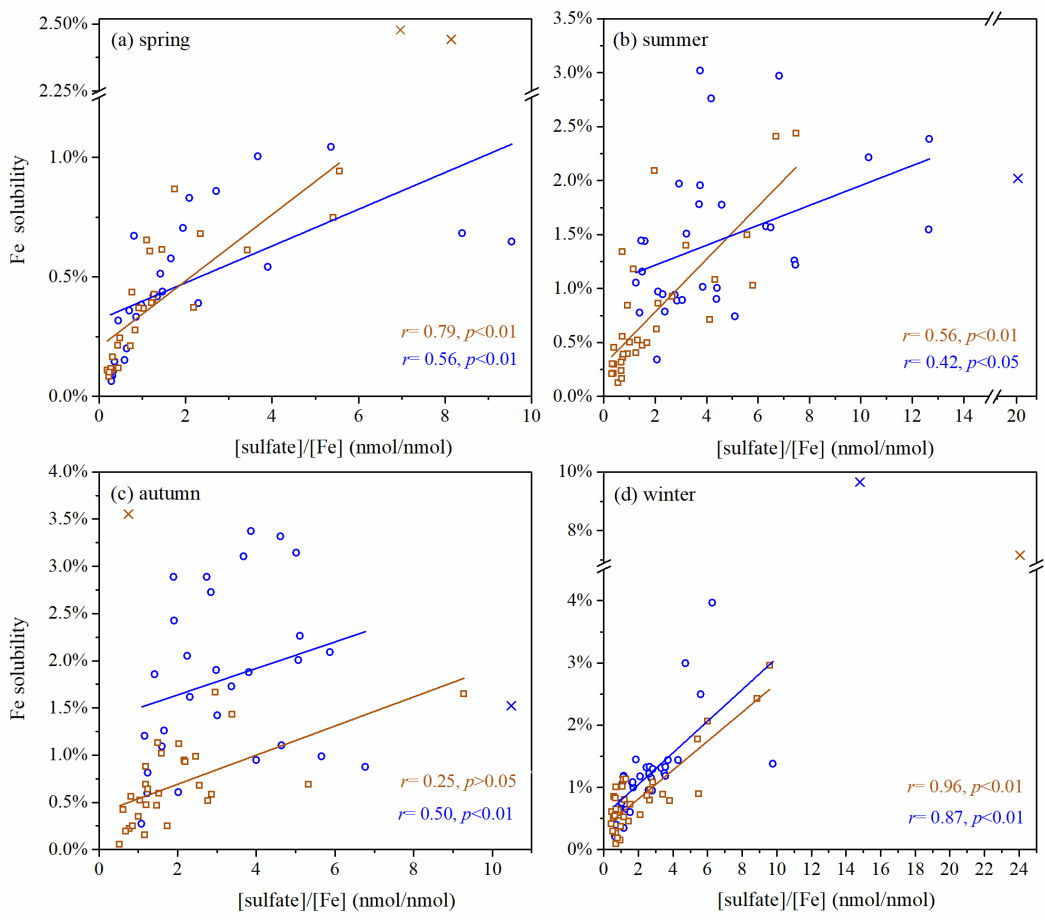 (a) spring
2.50%
2.25%
1.0%
0.5%
0.0%
Fe solubility
r= 0.79, p<0.01
r= 0.56, p<0.01
0 2 4 6 8 10
[sulfate]/[Fe] (nmol/nmol)
(b) summer
3.5%
3.0%
2.5%
2.0%
1.5%
1.0%
0.5%
0.0%
r= 0.56, p<0.01
r= 0.42, p<0.05
0 2 4 6 8 10 12 14 20
[sulfate]/[Fe] (nmol/nmol)
(c) autumn
4.0%
3.5%
3.0%
2.5%
2.0%
1.5%
1.0%
0.5%
0.0%
Fe solubility
r= 0.25, p>0.05
r= 0.50, p<0.01
0 2 4 6 8 10
[sulfate]/[Fe] (nmol/nmol)
(d) winter
10%
8%
4%
3%
2%
1%
0%
r= 0.96, p<0.01
r= 0.87, p<0.01
0 2 4 6 8 10 12 14 16 18 20 22 24
[sulfate]/[Fe] (nmol/nmol)